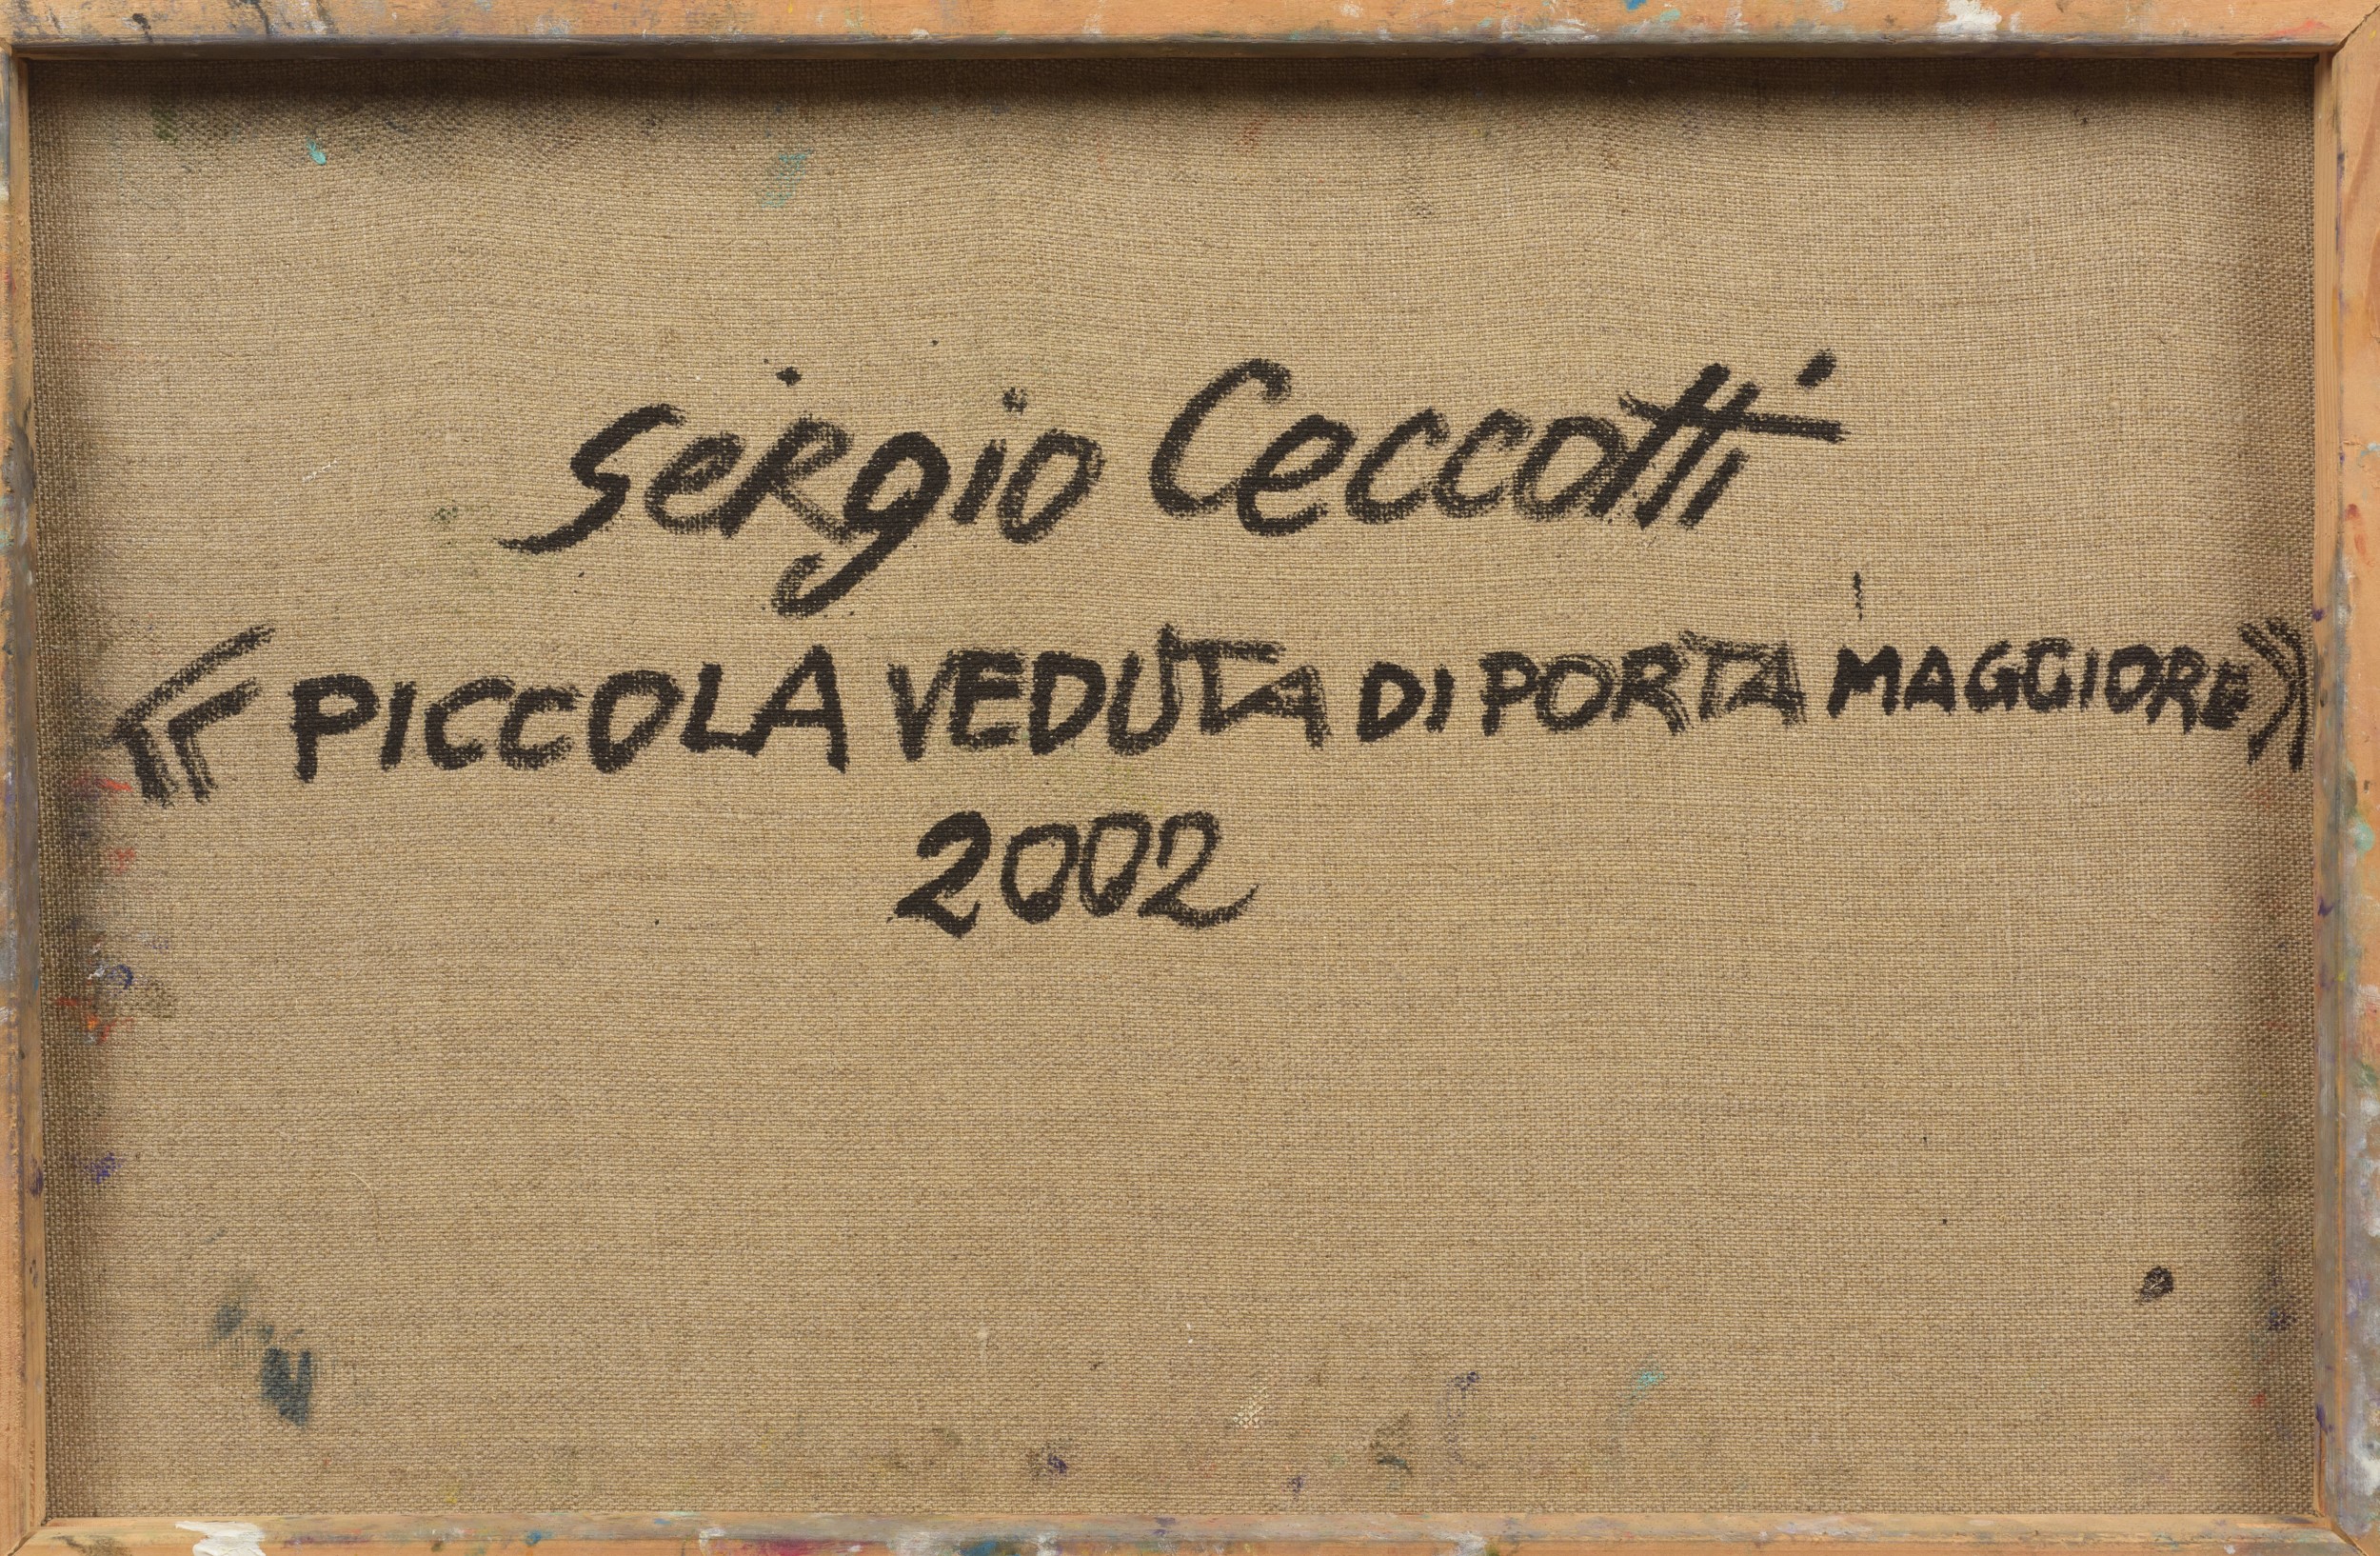 Sergio Ceccotti
« PICCOLA VEDUTA DI PORTA MAGGIORE »
2002